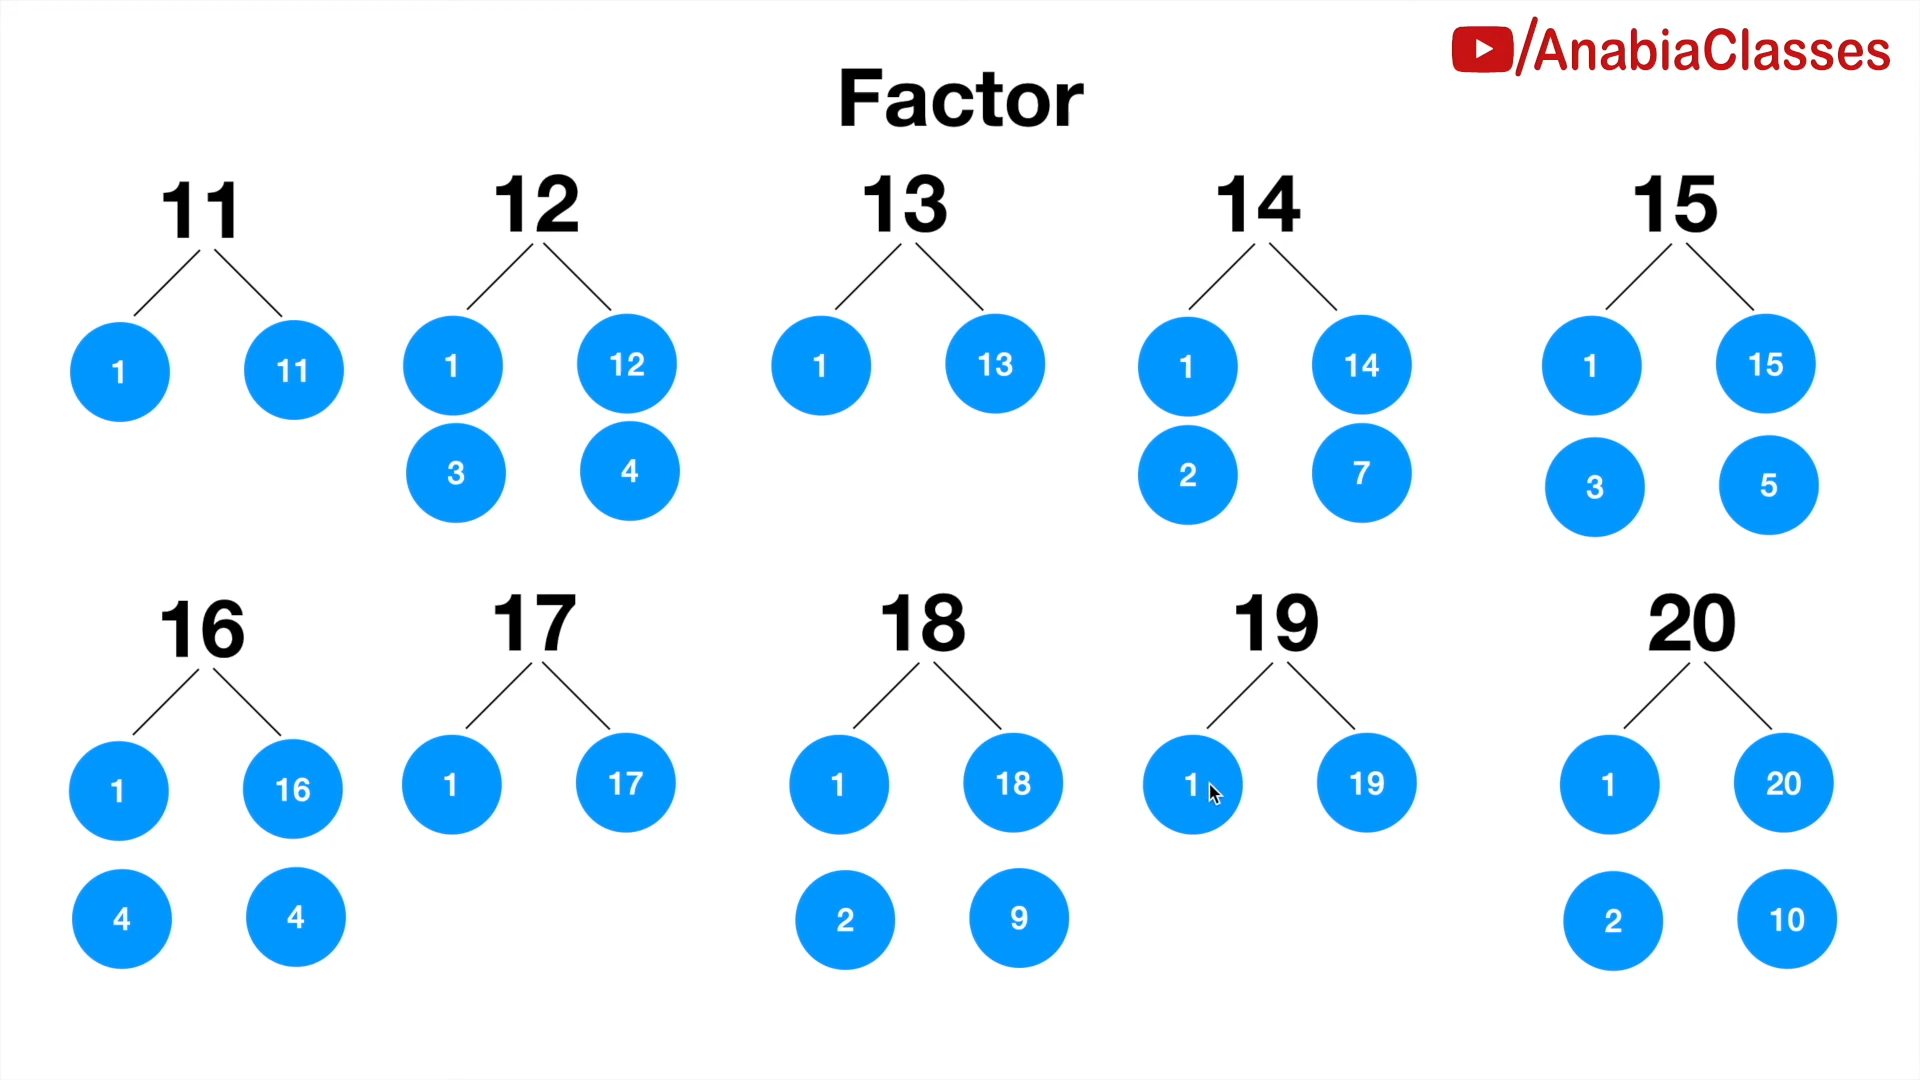 /AnabiaClasses
Factor
11 12 13 14 15
1 11 1 12 1 13 1 14 1 15
3 4 2 7 3 5
16 17 18 19 20
1 16 1 17 1 18 1 19 1 20
4 4 2 9 2 10